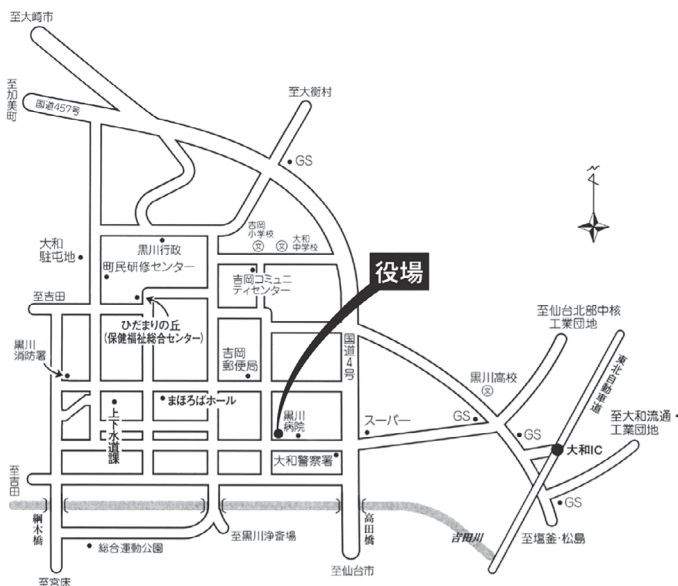 至大崎市
至加美町
国道457号
至大衡村
GS
大和
駐屯地
黒川行政
町民研修センター
吉岡
小学校
文
文
大和
中学校
吉岡コミュニ
ティセンター
役場
至吉田
ひだまりの丘
(保健福祉総合センター)
国道4号
至仙台北部中核
工業団地
東北自動車道
黒川
消防署
吉岡
郵便局
黒川高校
文
まほろばホール
上下水道課
黒川
病院
スーパー
GS
GS
至大和流通・
工業団地
大和IC
大和警察署
至吉田
GS
綱木橋
高田橋
吉田川
総合運動公園
至黒川浄斎場
至塩釜・松島
至宮床
至仙台市
N